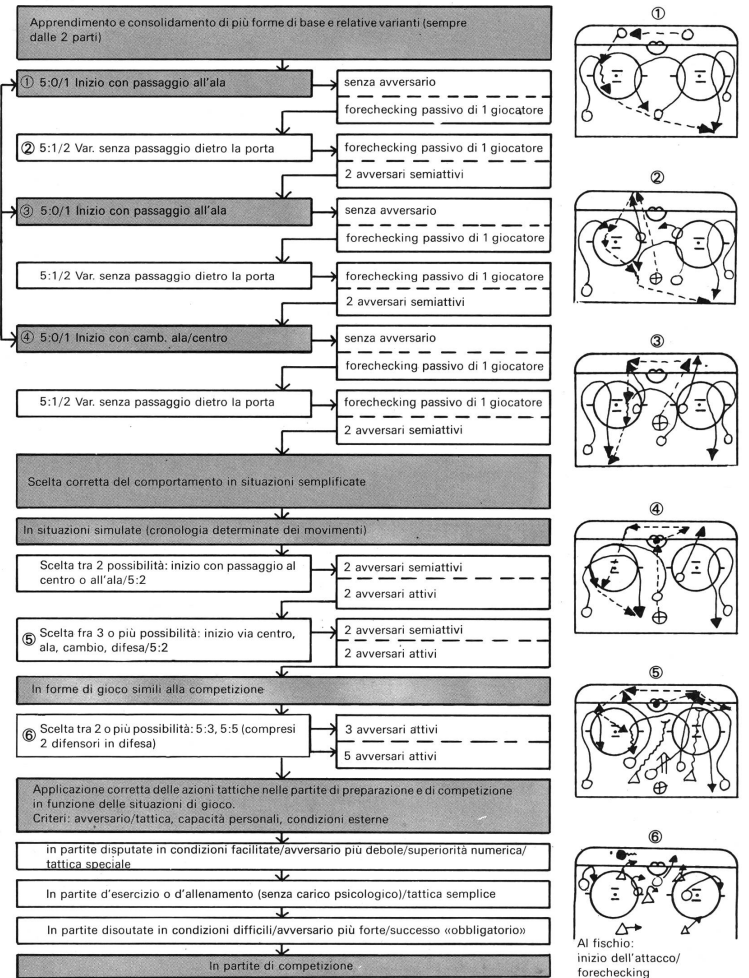 Apprendimento e consolidamento di più forme di base e relative varianti (sempre
dalle 2 parti)
① 5:0/1 Inizio con passaggio all'ala
senza avversario
forechecking passivo di 1 giocatore
② 5:1/2 Var. senza passaggio dietro la porta
forechecking passivo di 1 giocatore
2 avversari semiattivi
③ 5:0/1 Inizio con passaggio all'ala
senza avversario
forechecking passivo di 1 giocatore
5:1/2 Var. senza passaggio dietro la porta
forechecking passivo di 1 giocatore
2 avversari semiattivi
④ 5:0/1 Inizio con camb. ala/centro
senza avversario
forechecking passivo di 1 giocatore
5:1/2 Var. senza passaggio dietro la porta
forechecking passivo di 1 giocatore
2 avversari semiattivi
Scelta corretta del comportamento in situazioni semplificate
In situazioni simulate (cronologia determinate dei movimenti)
Scelta tra 2 possibilità: inizio con passaggio al
centro o all'ala/5:2
2 avversari semiattivi
2 avversari attivi
⑤ Scelta fra 3 o più possibilità: inizio via centro,
ala, cambio, difesa/5:2
2 avversari semiattivi
2 avversari attivi
In forme di gioco simili alla competizione
⑥ Scelta tra 2 o più possibilità: 5:3, 5:5 (compresi
2 difensori in difesa)
3 avversari attivi
5 avversari attivi
Applicazione corretta delle azioni tattiche nelle partite di preparazione e di competizione
in funzione delle situazioni di gioco.
Criteri: avversario/tattica, capacità personali, condizioni esterne
in partite disputate in condizioni facilitate/avversario più debole/superiorità numerica/
tattica speciale
In partite d'esercizio o d'allenamento (senza carico psicologico)/tattica semplice
In partite disoutate in condizioni difficili/avversario più forte/successo «obbligatorio»
In partite di competizione
①
②
③
④
⑤
⑥
Al fischio:
inizio dell'attacco/
forechecking